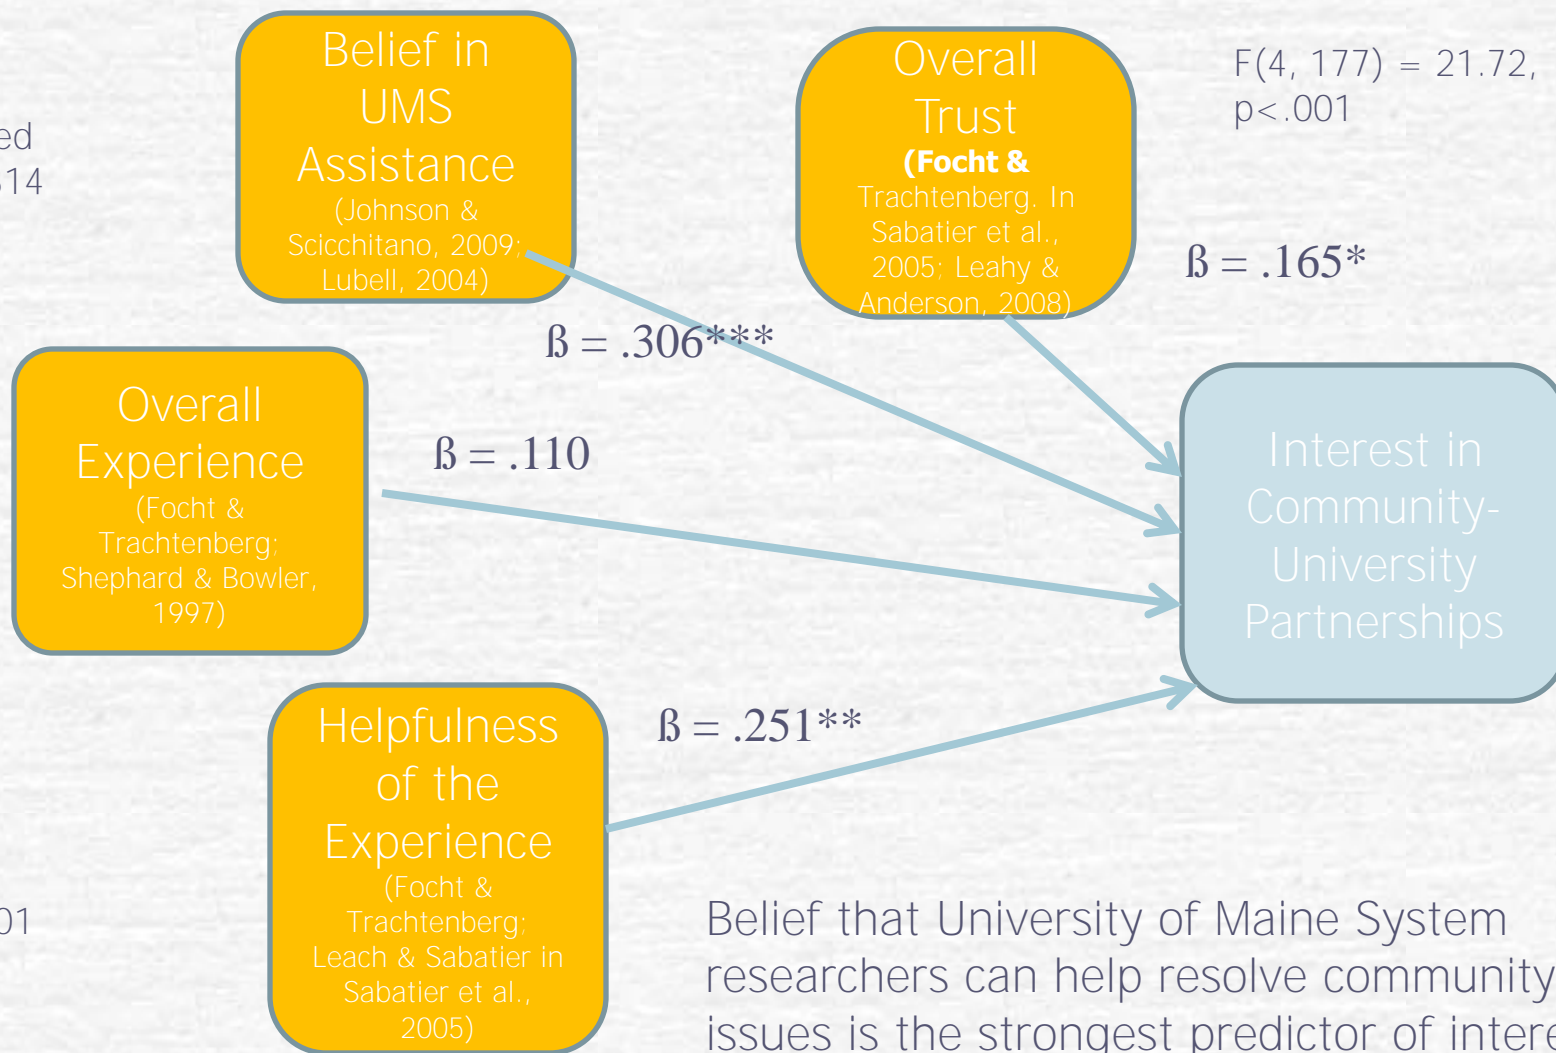 Belief in
UMS
Assistance
(Johnson &
Scicchitano, 2009;
Lubell, 2004)
Overall
Trust
(Focht &
Trachtenberg. In
Sabatier et al.,
2005; Leahy &
Anderson, 2008)
F(4, 177) = 21.72,
p<.001
ß = .165*
ß = .306***
Overall
Experience
(Focht &
Trachtenberg;
Shephard & Bowler,
1997)
ß = .110
Interest in
Community-
University
Partnerships
Helpfulness
of the
Experience
(Focht &
Trachtenberg;
Leach & Sabatier in
Sabatier et al.,
2005)
ß = .251**
01
Belief that University of Maine System
researchers can help resolve community
issues is the strongest predictor of